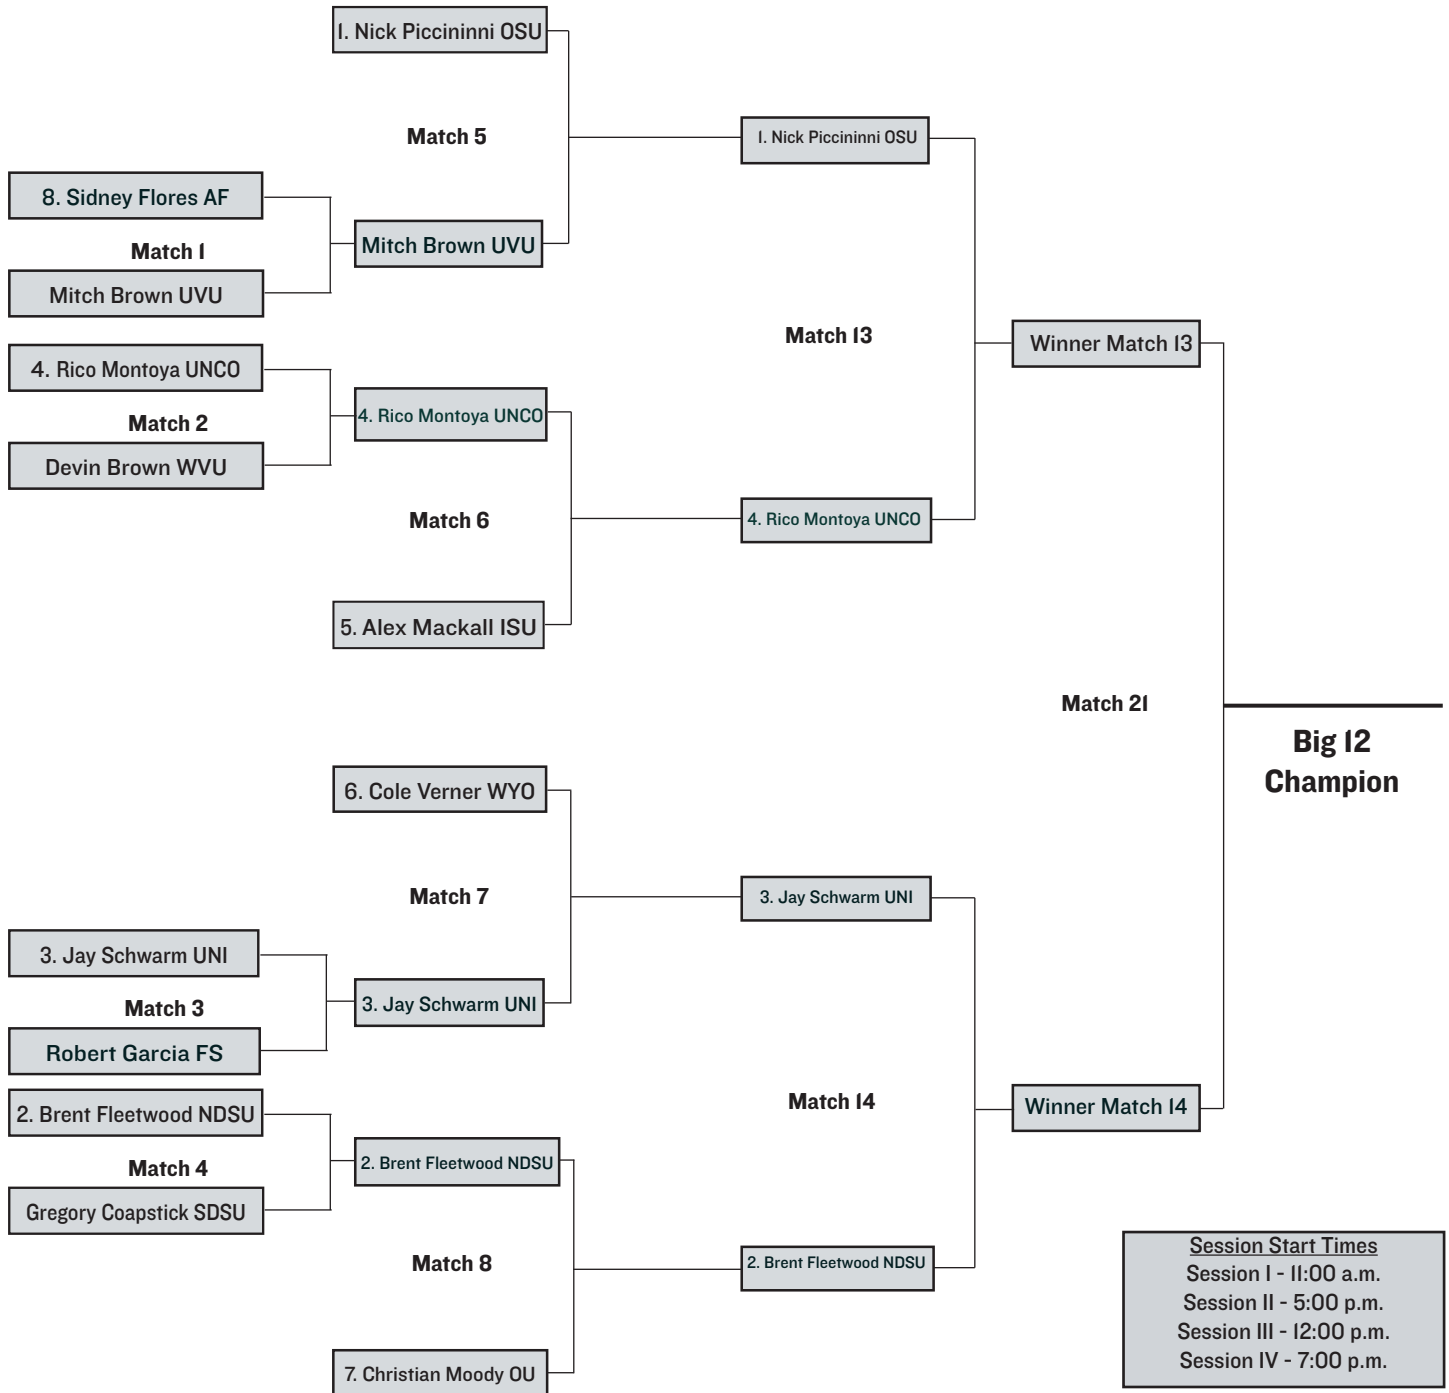 1. Nick Piccininni OSU
Match 5
1. Nick Piccininni OSU
8. Sidney Flores AF
Match 1
Mitch Brown UVU
Mitch Brown UVU
Match 13
Winner Match 13
4. Rico Montoya UNCO
Match 2
4. Rico Montoya UNCO
Devin Brown WVU
Match 6
4. Rico Montoya UNCO
5. Alex Mackall ISU
Match 21
Big 12
Champion
6. Cole Verner WYO
Match 7
3. Jay Schwarm UNI
3. Jay Schwarm UNI
Match 3
3. Jay Schwarm UNI
Robert Garcia FS
Match 14
Winner Match 14
2. Brent Fleetwood NDSU
Match 4
2. Brent Fleetwood NDSU
Gregory Coapstick SDSU
Match 8
2. Brent Fleetwood NDSU
7. Christian Moody OU
Session Start Times
Session I - 11:00 a.m.
Session II - 5:00 p.m.
Session III - 12:00 p.m.
Session IV - 7:00 p.m.